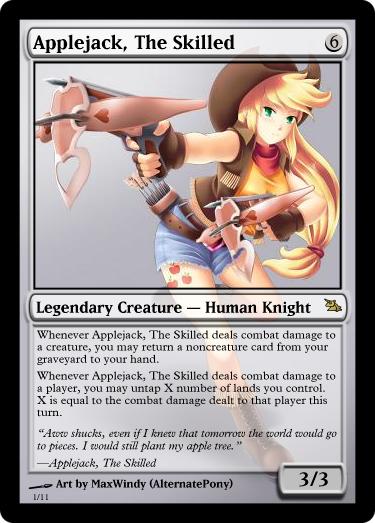 Applejack, The Skilled 6
Legendary Creature — Human Knight
Whenever Applejack, The Skilled deals combat damage to
a creature, you may return a noncreature card from your
graveyard to your hand.
Whenever Applejack, The Skilled deals combat damage to
a player, you may untap X number of lands you control.
X is equal to the combat damage dealt to that player this
turn.
“Aww shucks, even if I knew that tomorrow the world would go
to pieces. I would still plant my apple tree.”
—Applejack, The Skilled
3/3
Art by MaxWindy (AlternatePony)
1/11